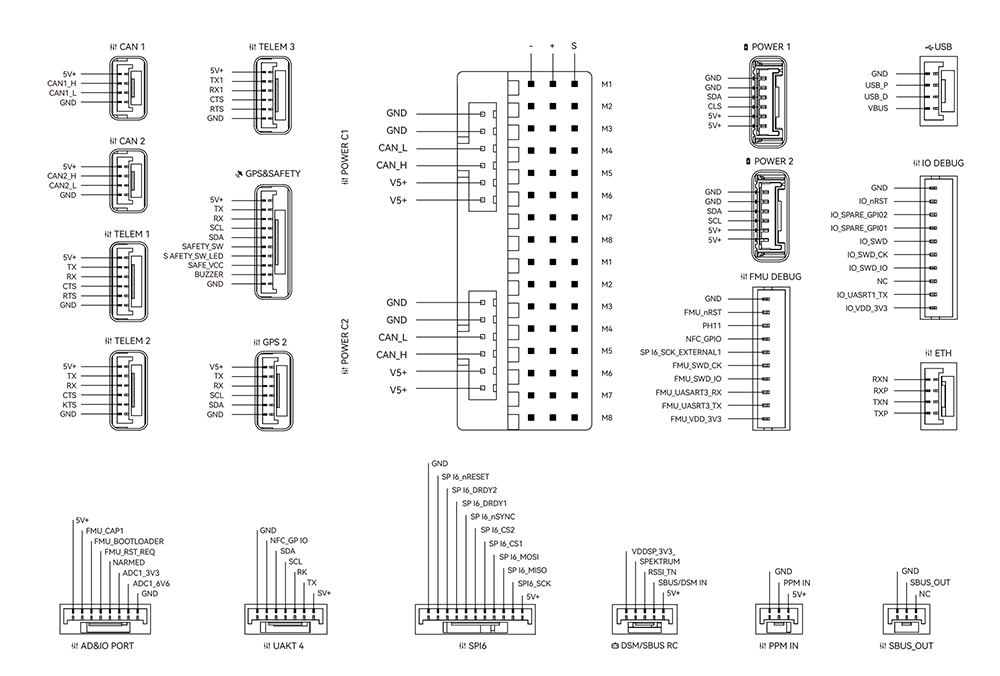 CAN 1
5V+
CAN1_H
CAN1_L
GND
CAN 2
5V+
CAN2_H
CAN2_L
GND
TELEM 1
5V+
TX
RX
CTS
RTS
GND
TELEM 2
5V+
TX
RX
CTS
KTS
GND
TELEM 3
5V+
TX1
RX1
CTS
RTS
GND
GPS&SAFETY
5V+
TX
RX
SCL
SDA
SAFETY_SW
S AFETY_SW_LED
SAFE_VCC
BUZZER
GND
GPS 2
V5+
TX
RX
SCL
SDA
GND
POWER C1
GND
GND
CAN_L
CAN_H
V5+
V5+
POWER C2
GND
GND
CAN_L
CAN_H
V5+
V5+
- + S
M1
M2
M3
M4
M5
M6
M7
M8
M1
M2
M3
M4
M5
M6
M7
M8
POWER 1
GND
GND
SDA
CLS
5V+
5V+
POWER 2
GND
GND
SDA
SCL
5V+
5V+
FMU DEBUG
GND
FMU_nRST
PH11
NFC_GPIO
SP I6_SCK_EXTERNAL1
FMU_SWD_CK
FMU_SWD_IO
FMU_UASART3_RX
FMU_UASRT3_TX
FMU_VDD_3V3
USB
GND
USB_P
USB_D
VBUS
IO DEBUG
GND
IO_nRST
IO_SPARE_GPI02
IO_SPARE_GPI01
IO_SWD
IO_SWD_CK
IO_SWD_IO
NC
IO_UASRT1_TX
IO_VDD_3V3
ETH
RXN
RXP
TXN
TXP
5V+
FMU_CAP1
FMU_BOOTLOADER
FMU_RST_REQ
NARMED
ADC1_3V3
ADC1_6V6
GND
AD&IO PORT
GND
NFC_GP IO
SDA
SCL
RK
TX
SV+
UAKT 4
GND
SP I6_nRESET
SP I6_DRDY2
SP I6_DRDY1
SP I6_nSYNC
SP I6_CS2
SP I6_CS1
SP I6_MOSI
SP I6_MISO
SPI6_SCK
5V+
SPI6
VDDSP_3V3_
SPEKTRUM
RSSI_TN
SBUS/DSM IN
5V+
DSM/SBUS RC
GND
PPM IN
5V+
PPM IN
GND
SBUS_OUT
NC
SBUS_OUT